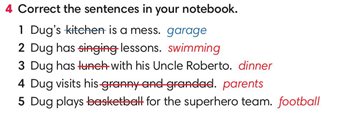 4 Correct the sentences in your notebook.
1 Dug's kitchen is a mess. garage
2 Dug has singing lessons. swimming
3 Dug has lunch with his Uncle Roberto. dinner
4 Dug visits his granny and grandad. parents
5 Dug plays basketball for the superhero team. football